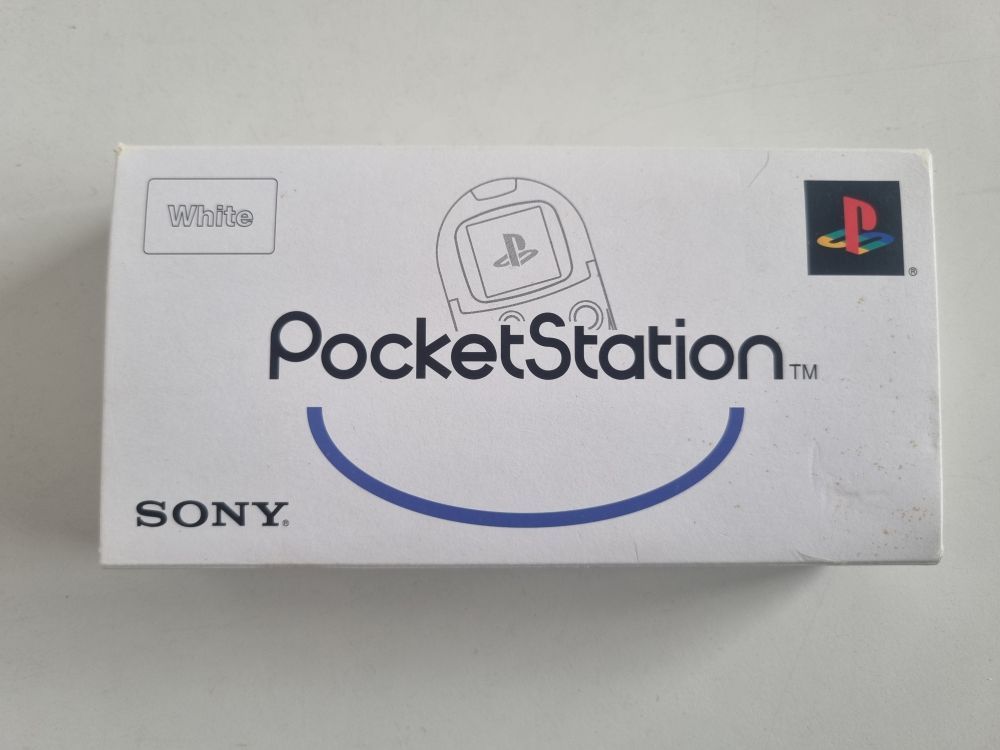 White
PocketStation™
SONY®
®